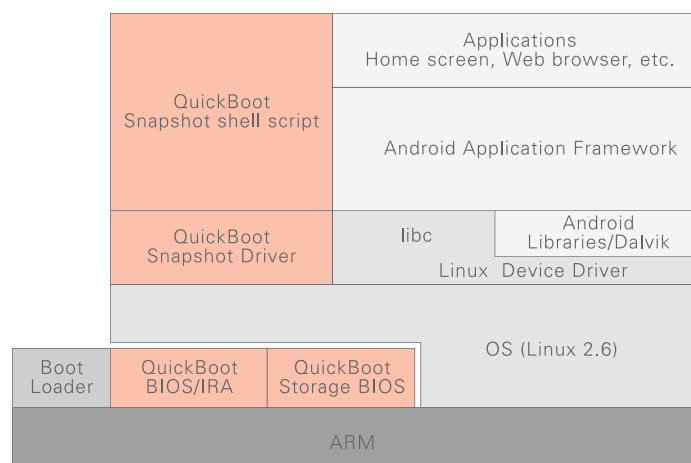 Applications
Home screen, Web browser, etc.
QuickBoot
Snapshot shell script
Android Application Framework
QuickBoot
Snapshot Driver
libc
Android
Libraries/Dalvik
Linux Device Driver
OS (Linux 2.6)
Boot
Loader
QuickBoot
BIOS/IRA
QuickBoot
Storage BIOS
ARM